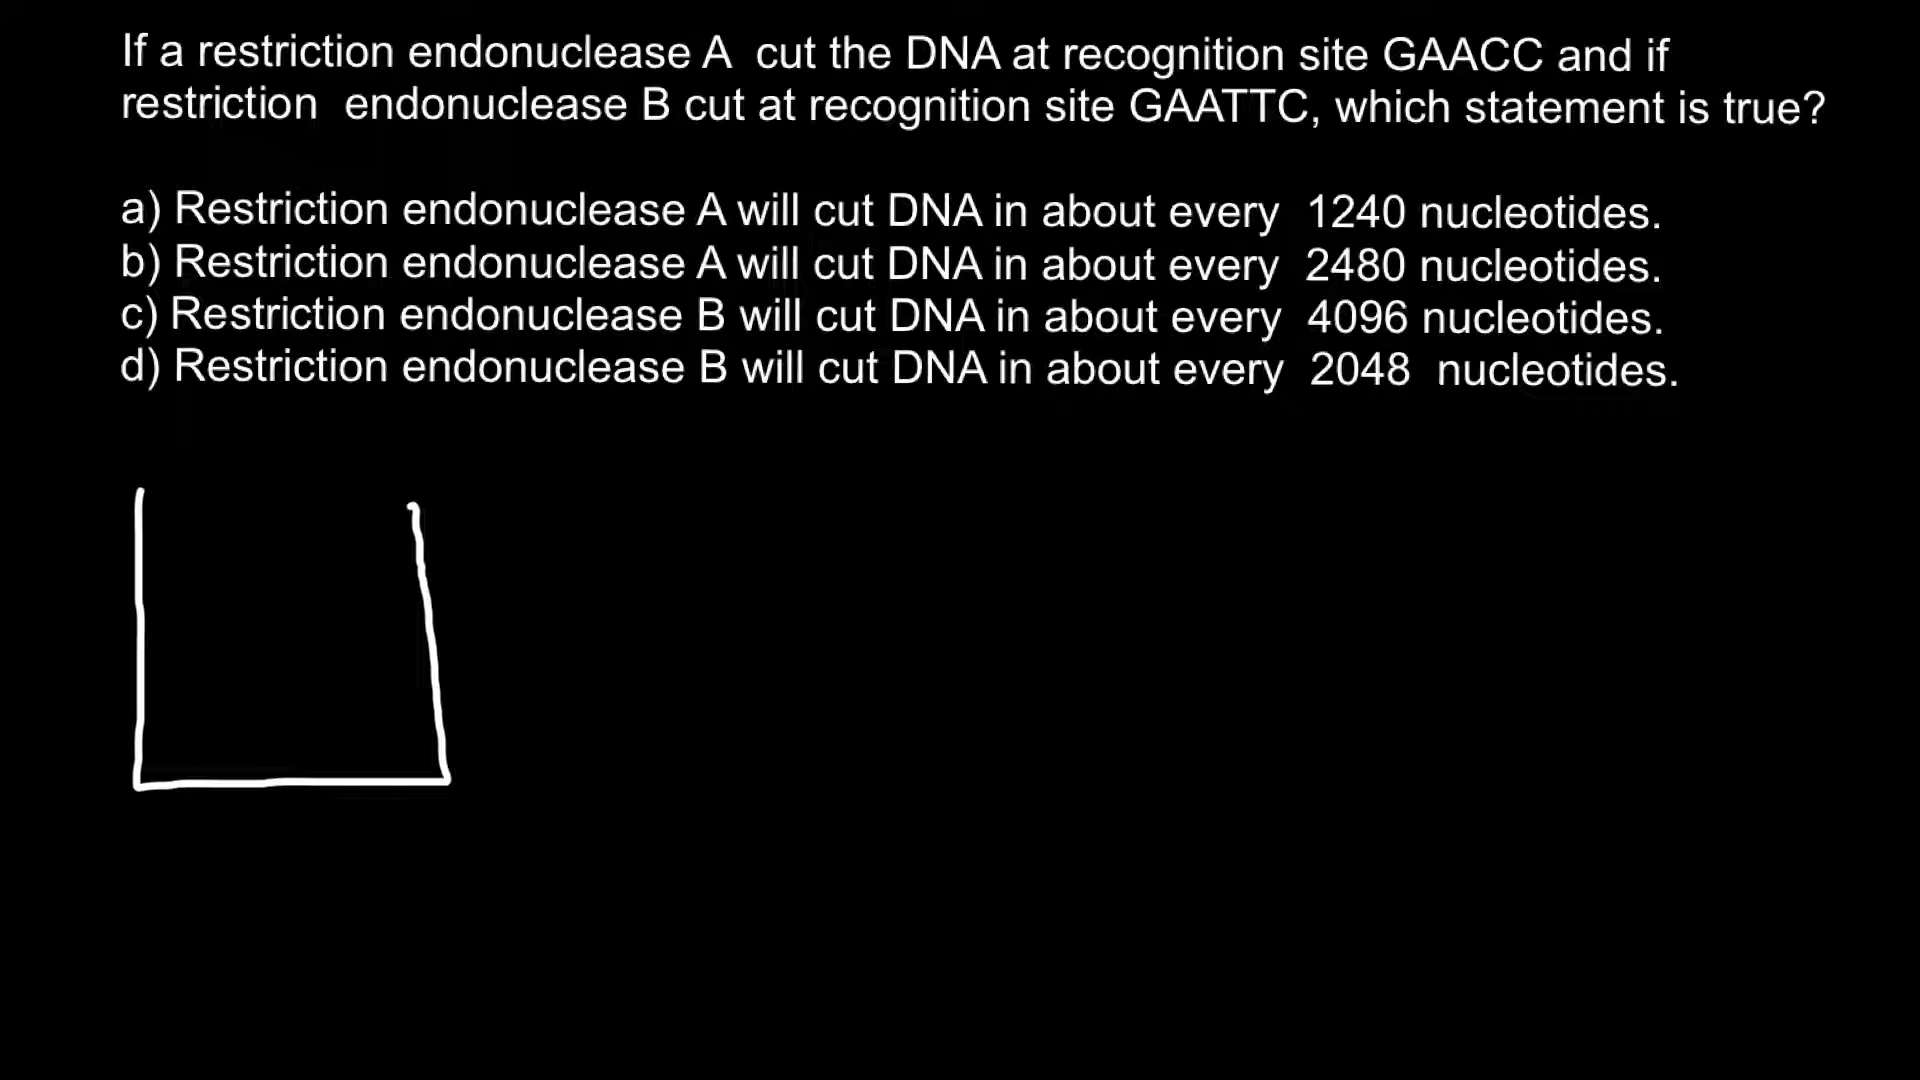 If a restriction endonuclease A cut the DNA at recognition site GAACC and if
restriction endonuclease B cut at recognition site GAATTC, which statement is true?
a) Restriction endonuclease A will cut DNA in about every 1240 nucleotides.
b) Restriction endonuclease A will cut DNA in about every 2480 nucleotides.
c) Restriction endonuclease B will cut DNA in about every 4096 nucleotides.
d) Restriction endonuclease B will cut DNA in about every 2048 nucleotides.